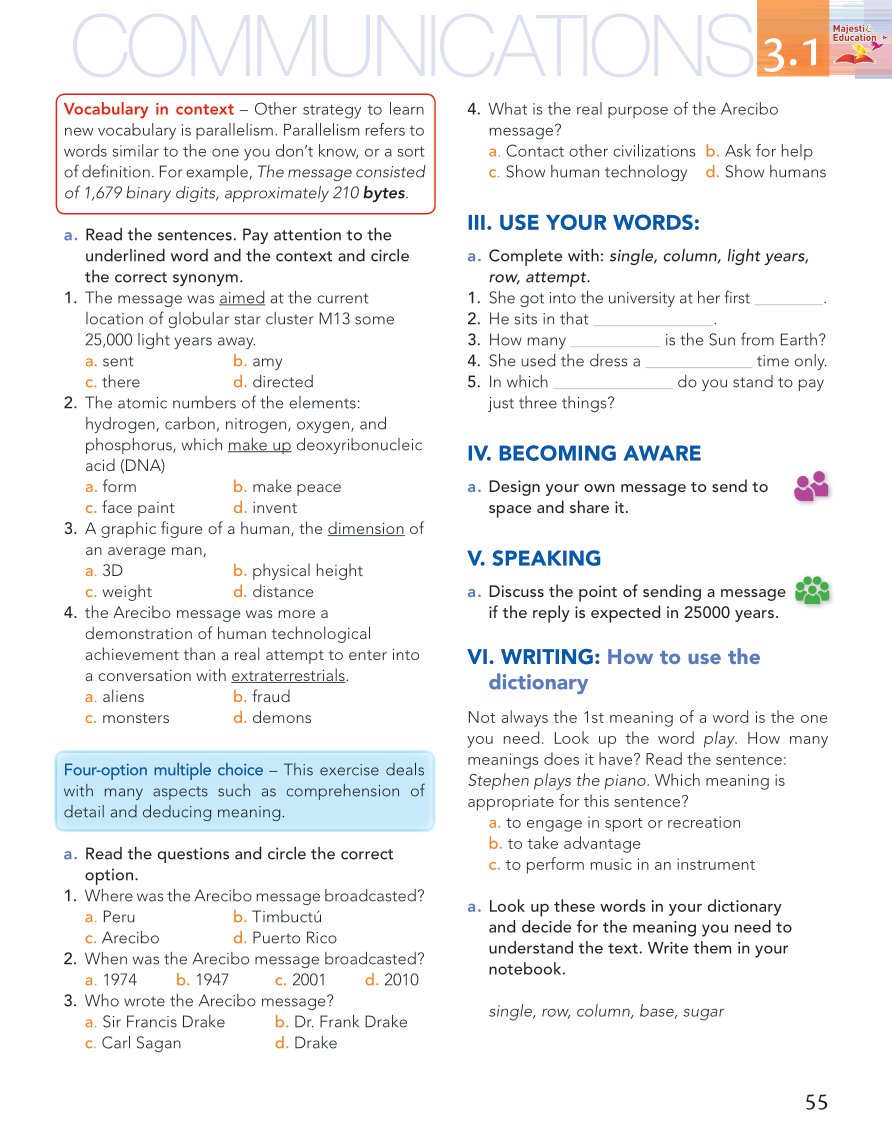 COMMUNICATIONS
3.1
Majestic
Education
Vocabulary in context – Other strategy to learn
new vocabulary is parallelism. Parallelism refers to
words similar to the one you don't know, or a sort
of definition. For example, The message consisted
of 1,679 binary digits, approximately 210 bytes.
a. Read the sentences. Pay attention to the
underlined word and the context and circle
the correct synonym.
1. The message was aimed at the current
location of globular star cluster M13 some
25,000 light years away.
a. sent b. amy
c. there d. directed
2. The atomic numbers of the elements:
hydrogen, carbon, nitrogen, oxygen, and
phosphorus, which make up deoxyribonucleic
acid (DNA)
a. form b. make peace
c. face paint d. invent
3. A graphic figure of a human, the dimension of
an average man,
a. 3D b. physical height
c. weight d. distance
4. the Arecibo message was more a
demonstration of human technological
achievement than a real attempt to enter into
a conversation with extraterrestrials.
a. aliens b. fraud
c. monsters d. demons
Four-option multiple choice – This exercise deals
with many aspects such as comprehension of
detail and deducing meaning.
a. Read the questions and circle the correct
option.
1. Where was the Arecibo message broadcasted?
a. Peru b. Timbuctú
c. Arecibo d. Puerto Rico
2. When was the Arecibo message broadcasted?
a. 1974 b. 1947 c. 2001 d. 2010
3. Who wrote the Arecibo message?
a. Sir Francis Drake b. Dr. Frank Drake
c. Carl Sagan d. Drake
4. What is the real purpose of the Arecibo
message?
a. Contact other civilizations b. Ask for help
c. Show human technology d. Show humans
III. USE YOUR WORDS:
a. Complete with: single, column, light years,
row, attempt.
1. She got into the university at her first ________.
2. He sits in that ______________.
3. How many __________ is the Sun from Earth?
4. She used the dress a ____________ time only.
5. In which ______________ do you stand to pay
just three things?
IV. BECOMING AWARE
a. Design your own message to send to
space and share it.
V. SPEAKING
a. Discuss the point of sending a message
if the reply is expected in 25000 years.
VI. WRITING: How to use the
dictionary
Not always the 1st meaning of a word is the one
you need. Look up the word play. How many
meanings does it have? Read the sentence:
Stephen plays the piano. Which meaning is
appropriate for this sentence?
a. to engage in sport or recreation
b. to take advantage
c. to perform music in an instrument
a. Look up these words in your dictionary
and decide for the meaning you need to
understand the text. Write them in your
notebook.
single, row, column, base, sugar
55